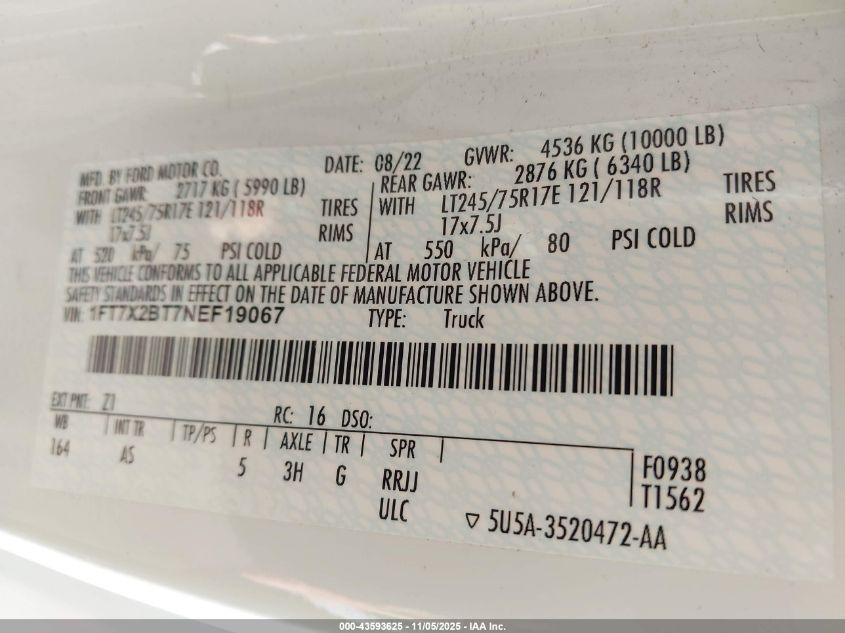 MFD. BY FORD MOTOR CO. DATE: 08/22 GVWR: 4536 KG (10000 LB)
FRONT GAWR: 2717 KG ( 5990 LB) REAR GAWR: 2876 KG ( 6340 LB)
WITH LT245/75R17E 121/118R TIRES WITH LT245/75R17E 121/118R TIRES
17x7.5J RIMS 17x7.5J RIMS
AT 520 kPa/ 75 PSI COLD AT 550 kPa/ 80 PSI COLD
THIS VEHICLE CONFORMS TO ALL APPLICABLE FEDERAL MOTOR VEHICLE
SAFETY STANDARDS IN EFFECT ON THE DATE OF MANUFACTURE SHOWN ABOVE.
VIN: 1FT7X2BT7NEF19067 TYPE: Truck
EXT PNT: Z1 RC: 16 DSO:
WB INT TR TP/PS R AXLE TR SPR
164 AS 5 3H G RRJJ F0938
ULC T1562
▽ 5U5A-3520472-AA
000-43593625 - 11/05/2025 - IAA Inc.